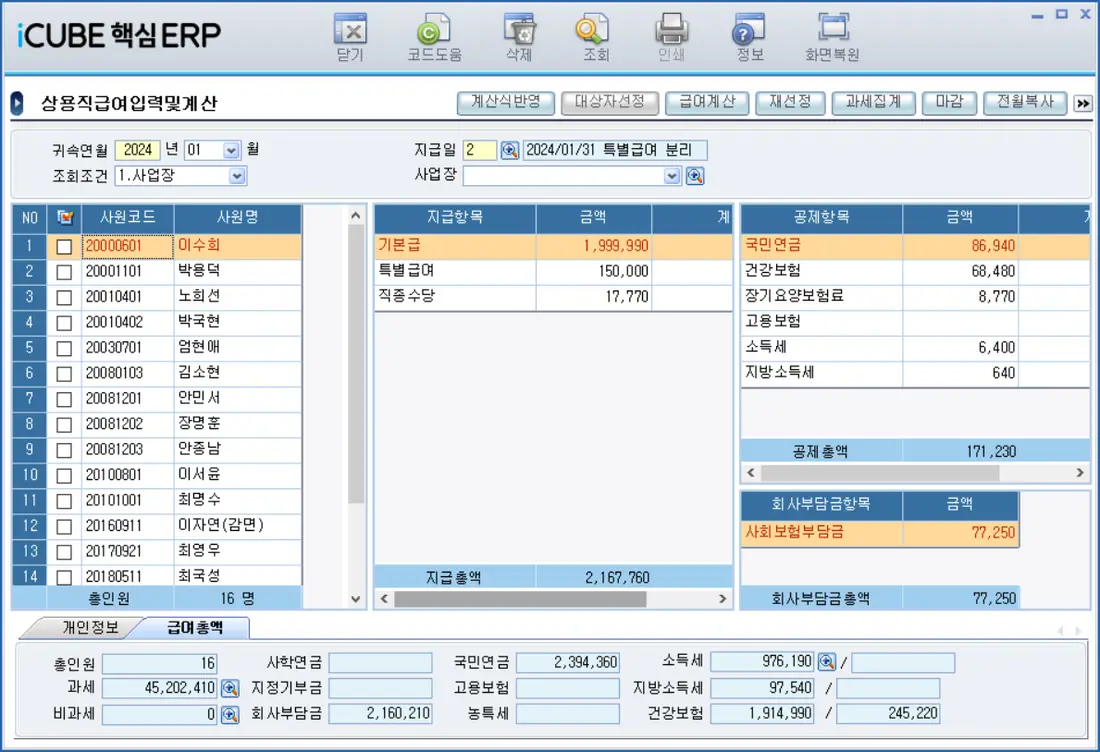 iCUBE 핵심ERP
닫기 코드도움 삭제 조회 인쇄 정보 화면복원
상용직급여입력및계산
계산식반영 대상자선정 급여계산 재선정 과세집계 마감 전월복사
귀속연월 2024 년 01 월 지급일 2 2024/01/31 특별급여 분리
조회조건 1.사업장 사업장
NO 사원코드 사원명
1 20000601 이수희
2 20001101 박용덕
3 20010401 노희선
4 20010402 박국현
5 20030701 엄현애
6 20080103 김소현
7 20081201 안민서
8 20081202 장명훈
9 20081203 안종남
10 20100801 이서윤
11 20101001 최명수
12 20160911 이자연(감면)
13 20170921 최영우
14 20180511 최국성
총인원 16 명
지급항목 금액 계
기본급 1,999,990
특별급여 150,000
직종수당 17,770
지급총액 2,167,760
공제항목 금액
국민연금 86,940
건강보험 68,480
장기요양보험료 8,770
고용보험
소득세 6,400
지방소득세 640
공제총액 171,230
회사부담금항목 금액
사회보험부담금 77,250
회사부담금총액 77,250
개인정보 급여총액
총인원 16 사학연금 국민연금 2,394,360 소득세 976,190 /
과세 45,202,410 지정기부금 고용보험 지방소득세 97,540 /
비과세 0 회사부담금 2,160,210 농특세 건강보험 1,914,990 / 245,220